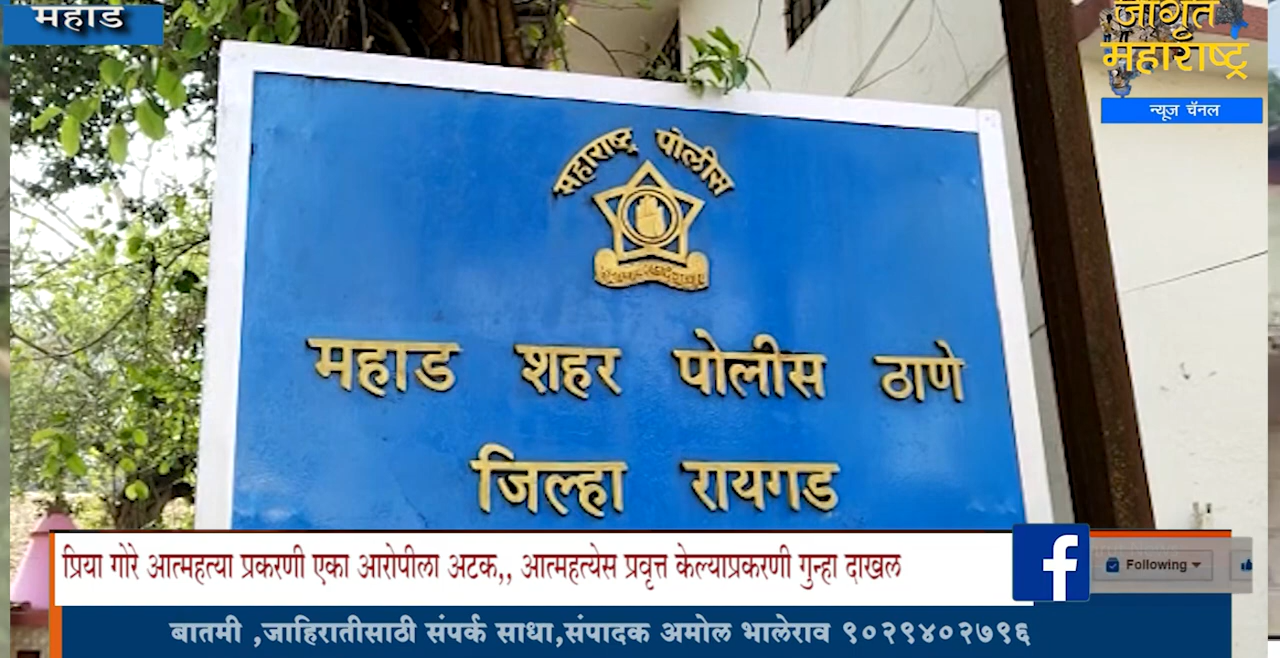 महाड
जागृत
महाराष्ट्र
न्यूज चॅनल
महाराष्ट्र पोलीस
महाड शहर पोलीस ठाणे
जिल्हा रायगड
प्रिया गोरे आत्महत्या प्रकरणी एका आरोपीला अटक,, आत्महत्येस प्रवृत्त केल्याप्रकरणी गुन्हा दाखल
f
Following
बातमी ,जाहिरातीसाठी संपर्क साधा,संपादक अमोल भालेराव ९०२९४०२७९६